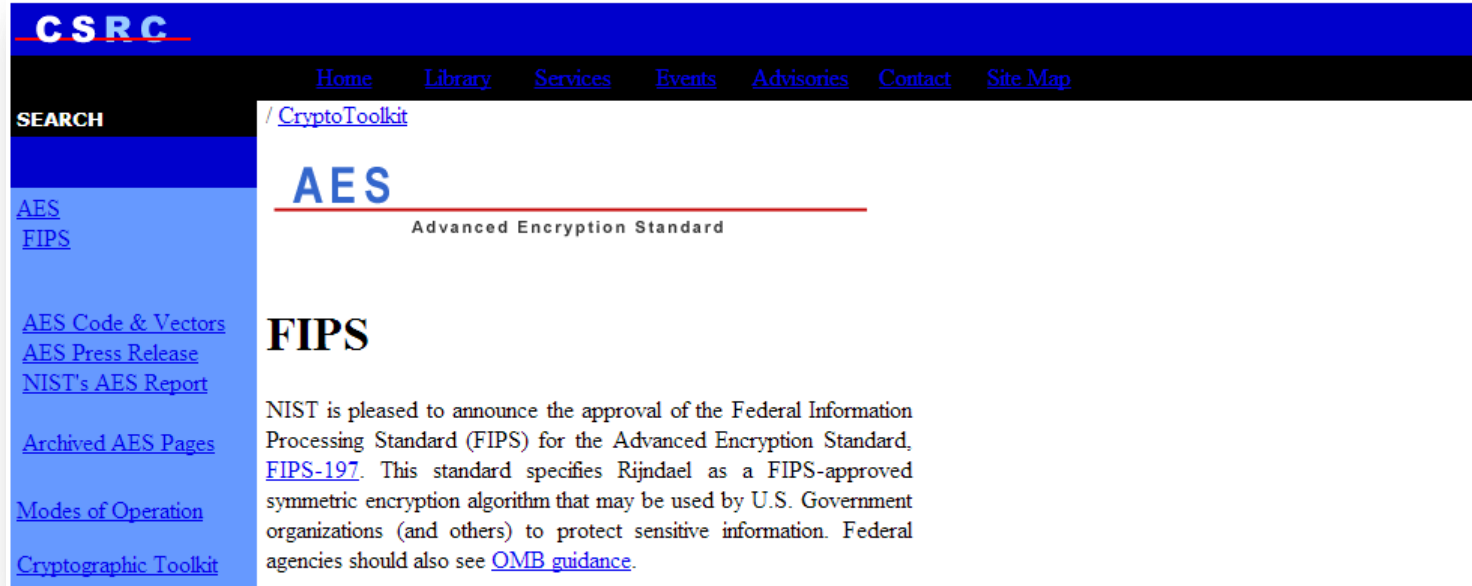 CSRC
Home Library Services Events Advisories Contact Site Map
SEARCH
/ CryptoToolkit
AES
Advanced Encryption Standard
AES
FIPS
AES Code & Vectors
AES Press Release
NIST's AES Report
Archived AES Pages
Modes of Operation
Cryptographic Toolkit
FIPS
NIST is pleased to announce the approval of the Federal Information
Processing Standard (FIPS) for the Advanced Encryption Standard,
FIPS-197. This standard specifies Rijndael as a FIPS-approved
symmetric encryption algorithm that may be used by U.S. Government
organizations (and others) to protect sensitive information. Federal
agencies should also see OMB guidance.